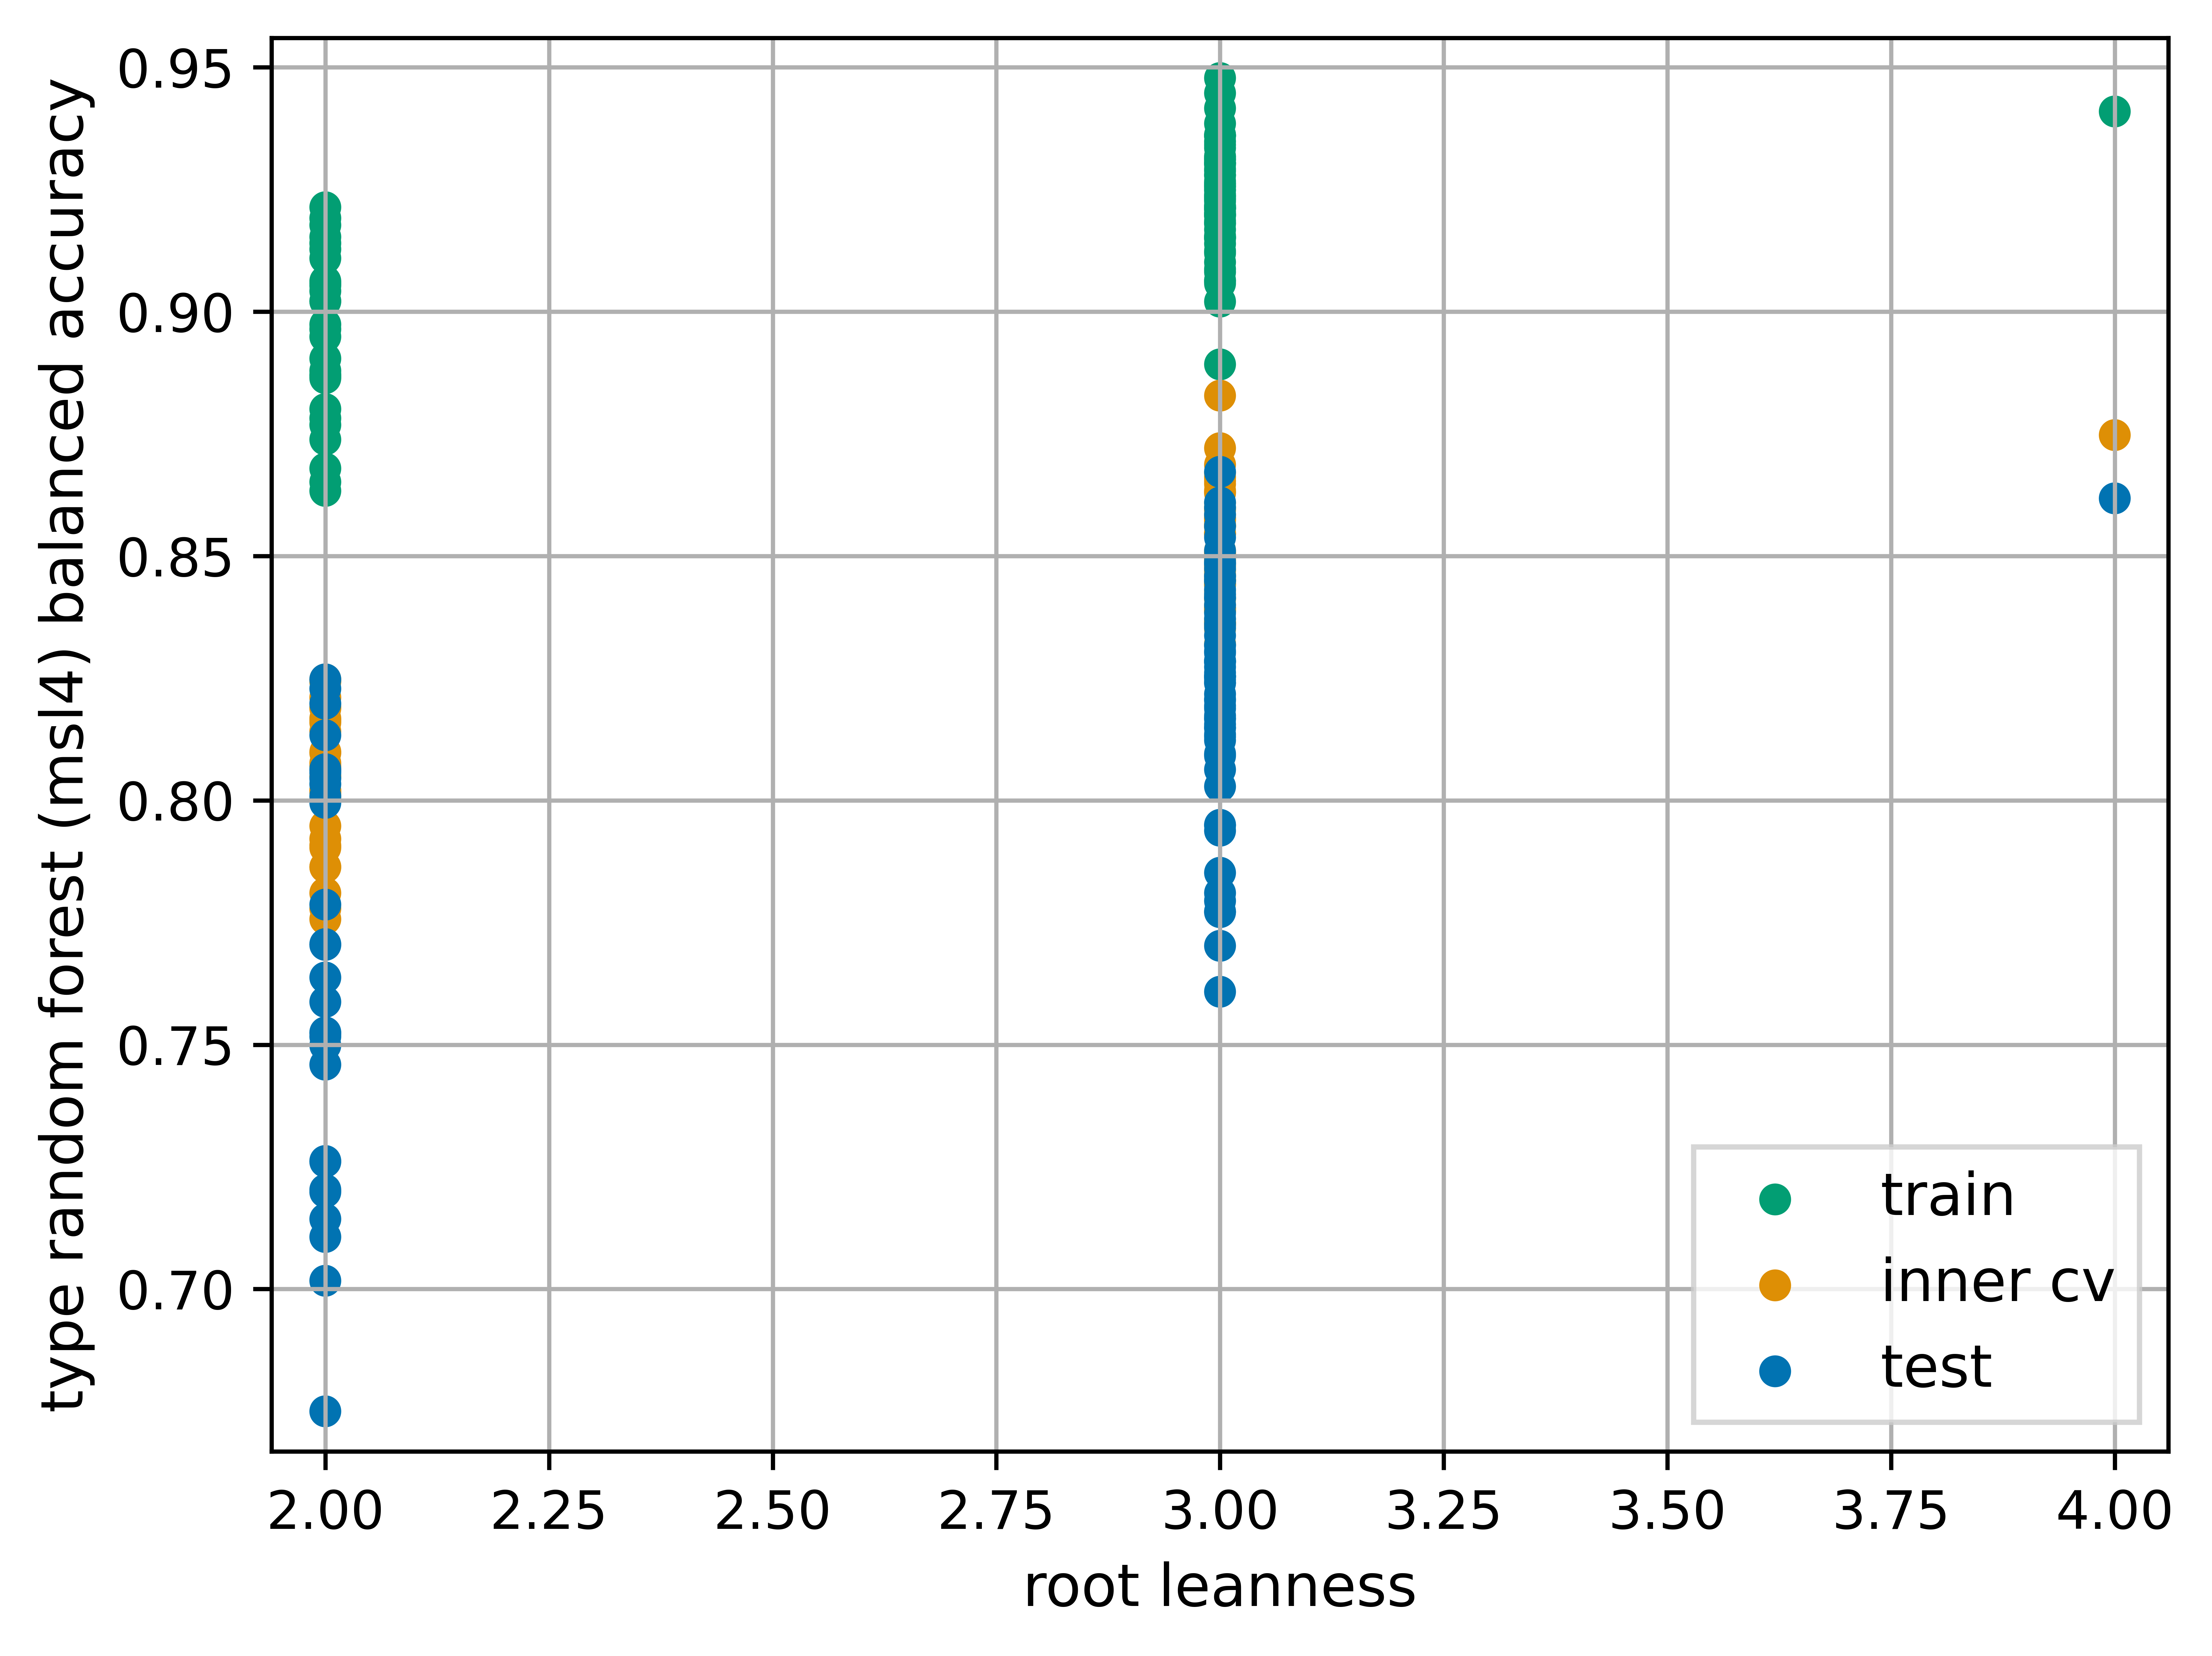 type random forest (msl4) balanced accuracy
0.95
0.90
0.85
0.80
0.75
0.70
train
inner cv
test
2.00 2.25 2.50 2.75 3.00 3.25 3.50 3.75 4.00
root leanness